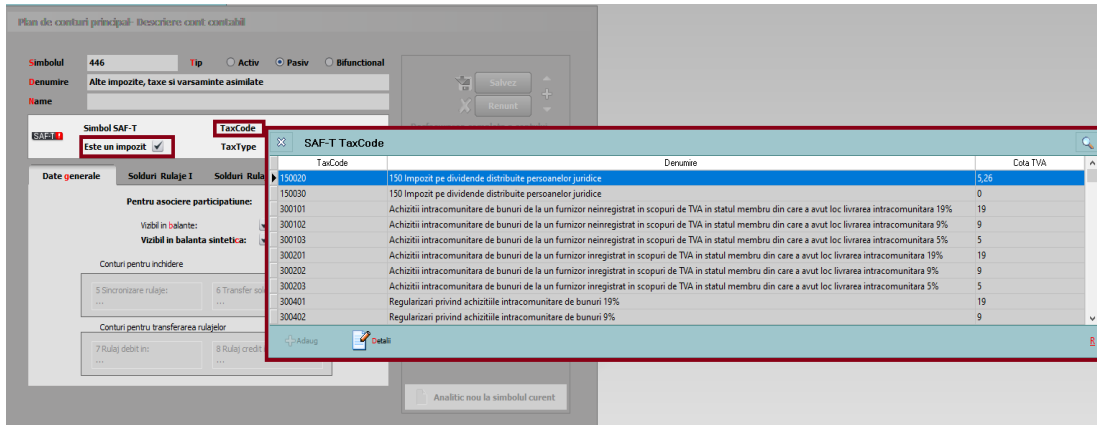 Plan de conturi principal- Descriere cont contabil
Simbolul 446 Tip Activ Pasiv Bifunctional
Denumire Alte impozite, taxe si varsaminte asimilate
Name
Salvez
Renunt
SAF-T ! Simbol SAF-T TaxCode
Este un impozit TaxType
SAF-T TaxCode
TaxCode Denumire Cota TVA
150020 150 Impozit pe dividende distribuite persoanelor juridice 5,26
150030 150 Impozit pe dividende distribuite persoanelor juridice 0
300101 Achizitii intracomunitare de bunuri de la un furnizor neinregistrat in scopuri de TVA in statul membru din care a avut loc livrarea intracomunitara 19% 19
300102 Achizitii intracomunitare de bunuri de la un furnizor neinregistrat in scopuri de TVA in statul membru din care a avut loc livrarea intracomunitara 9% 9
300103 Achizitii intracomunitare de bunuri de la un furnizor neinregistrat in scopuri de TVA in statul membru din care a avut loc livrarea intracomunitara 5% 5
300201 Achizitii intracomunitara de bunuri de la un furnizor inregistrat in scopuri de TVA in statul membru din care a avut loc livrarea intracomunitara 19% 19
300202 Achizitii intracomunitara de bunuri de la un furnizor inregistrat in scopuri de TVA in statul membru din care a avut loc livrarea intracomunitara 9% 9
300203 Achizitii intracomunitara de bunuri de la un furnizor inregistrat in scopuri de TVA in statul membru din care a avut loc livrarea intracomunitara 5% 5
300401 Regularizari privind achizitiile intracomunitare de bunuri 19% 19
300402 Regularizari privind achizitiile intracomunitare de bunuri 9% 9
Adaug Detalii R
Date generale Solduri Rulaje I Solduri Rula
Pentru asociere participatiune:
Vizibil in balante:
Vizibil in balanta sintetica:
Conturi pentru inchidere
5 Sincronizare rulaje: 6 Transfer sol
... ...
Conturi pentru transferarea rulajelor
7 Rulaj debit in: 8 Rulaj credit
... ...
Analitic nou la simbolul curent